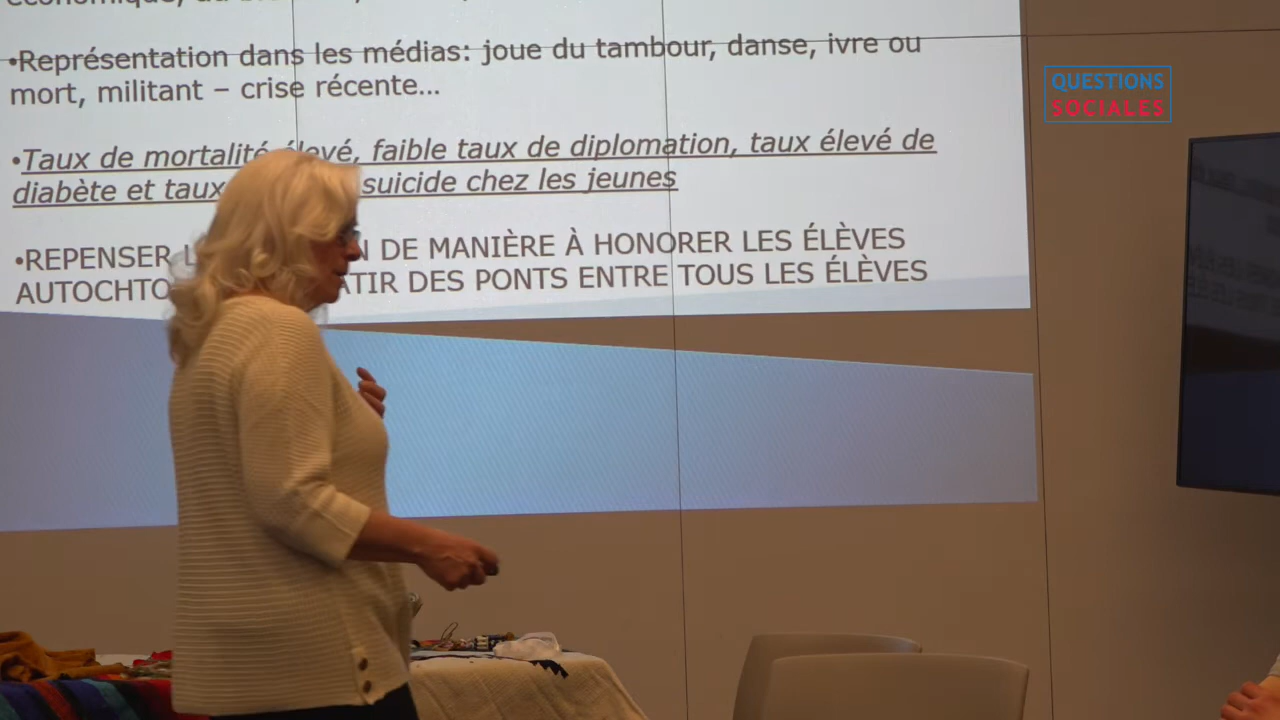 économique, du
•Représentation dans les médias: joue du tambour, danse, ivre ou
mort, militant – crise récente...
•Taux de mortalité élevé, faible taux de diplomation, taux élevé de
diabète et taux suicide chez les jeunes
•REPENSER DE MANIÈRE À HONORER LES ÉLÈVES
DES PONTS ENTRE TOUS LES ÉLÈVES
QUESTIONS
SOCIALES